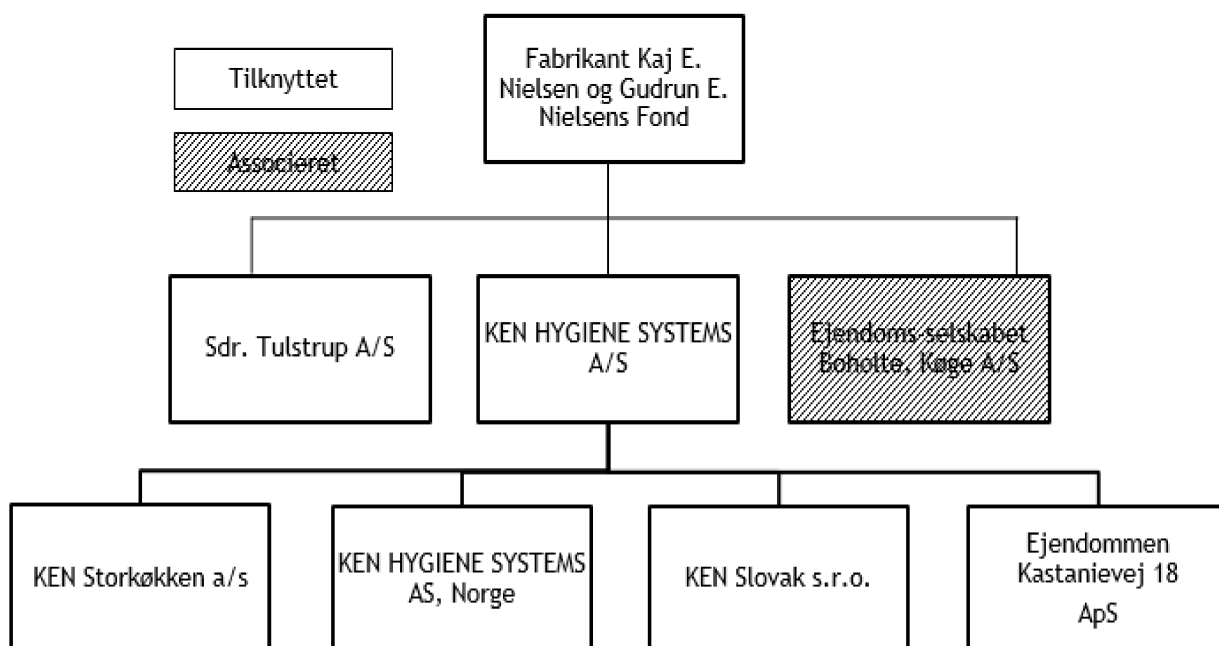 Tilknyttet
Associeret
Fabrikant Kaj E.
Nielsen og Gudrun E.
Nielsens Fond
Sdr. Tulstrup A/S
KEN HYGIENE SYSTEMS
A/S
Ejendoms-selskabet
Boholte, Køge A/S
KEN Storkøkken a/s
KEN HYGIENE SYSTEMS
AS, Norge
KEN Slovak s.r.o.
Ejendommen
Kastanievej 18
ApS